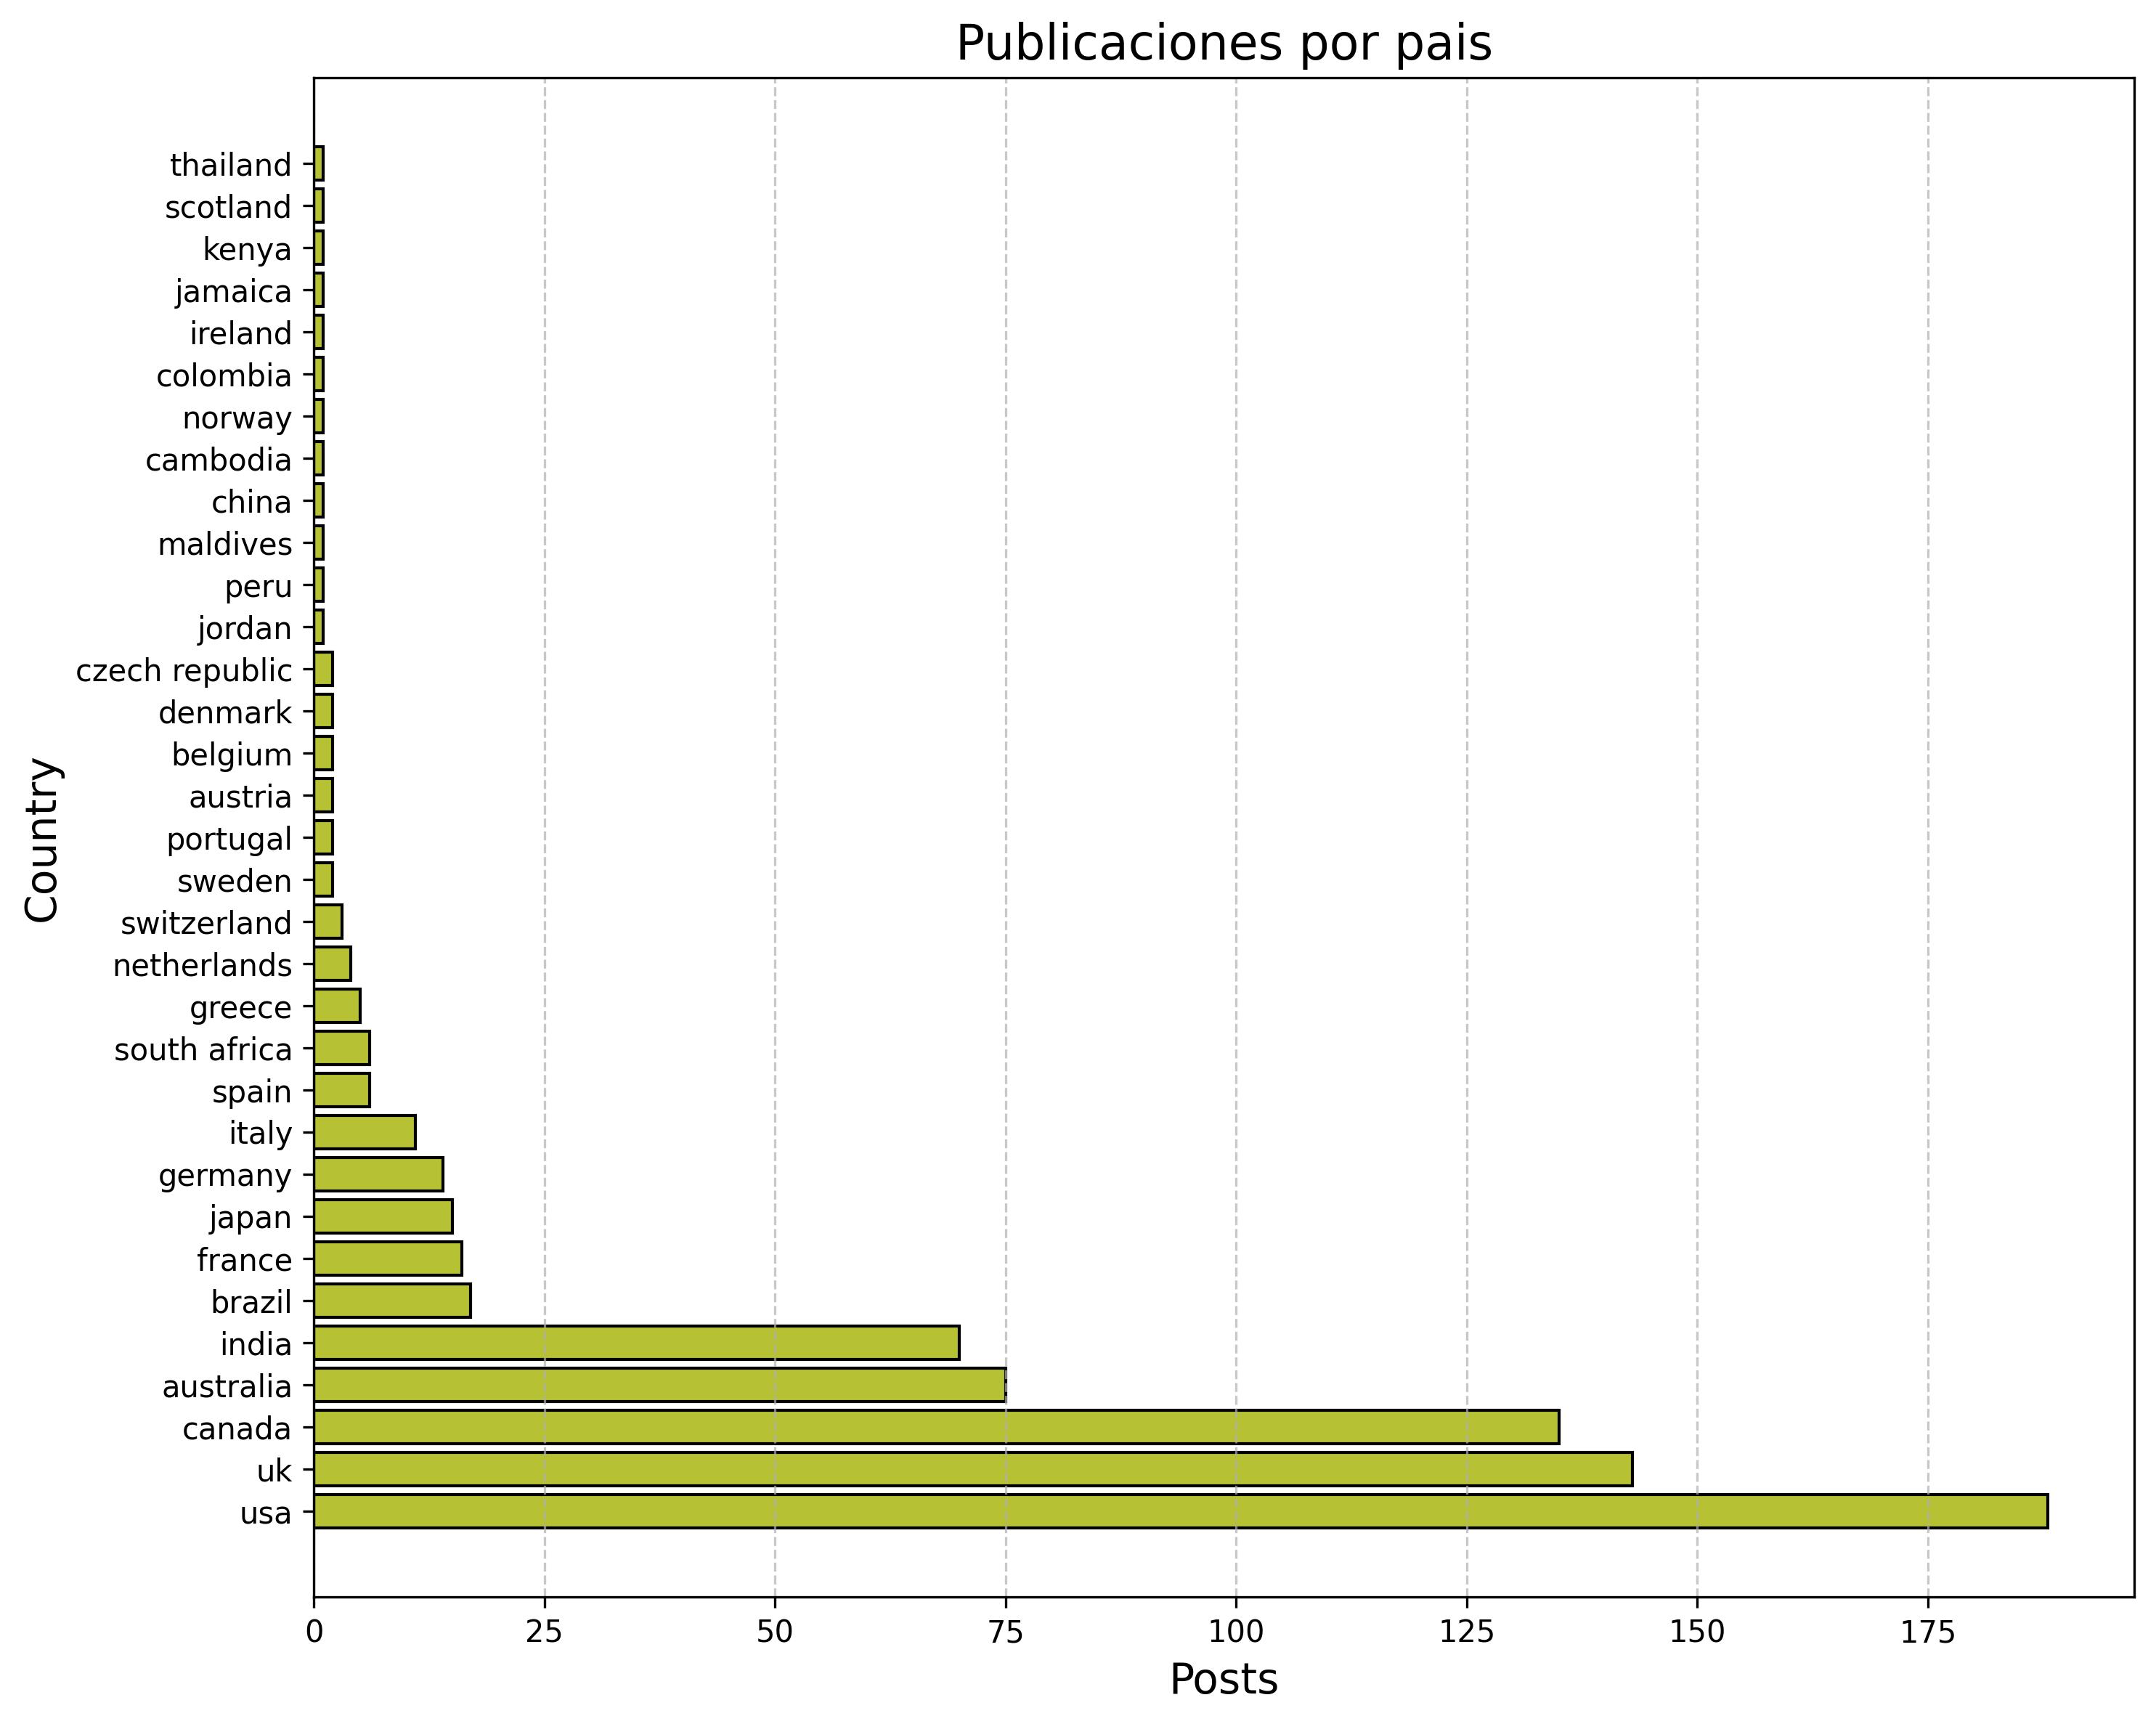 Publicaciones por pais
thailand
scotland
kenya
jamaica
ireland
colombia
norway
cambodia
china
maldives
peru
jordan
czech republic
denmark
belgium
austria
portugal
sweden
switzerland
netherlands
greece
south africa
spain
italy
germany
japan
france
brazil
india
australia
canada
uk
usa
Country
0 25 50 75 100 125 150 175
Posts